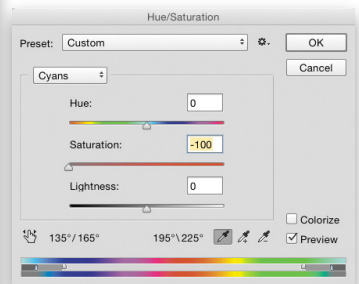 Hue/Saturation
Preset: Custom
OK
Cancel
Cyans
Hue: 0
Saturation: -100
Lightness: 0
Colorize
135°/165° 195°\225° Preview